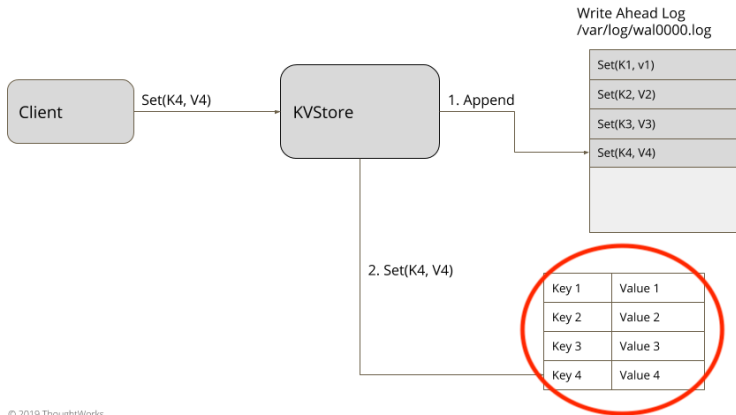 Write Ahead Log
/var/log/wal0000.log
Client
Set(K4, V4)
KVStore
1. Append
Set(K1, v1)
Set(K2, V2)
Set(K3, V3)
Set(K4, V4)
2. Set(K4, V4)
Key 1 Value 1
Key 2 Value 2
Key 3 Value 3
Key 4 Value 4
© 2019 ThoughtWorks